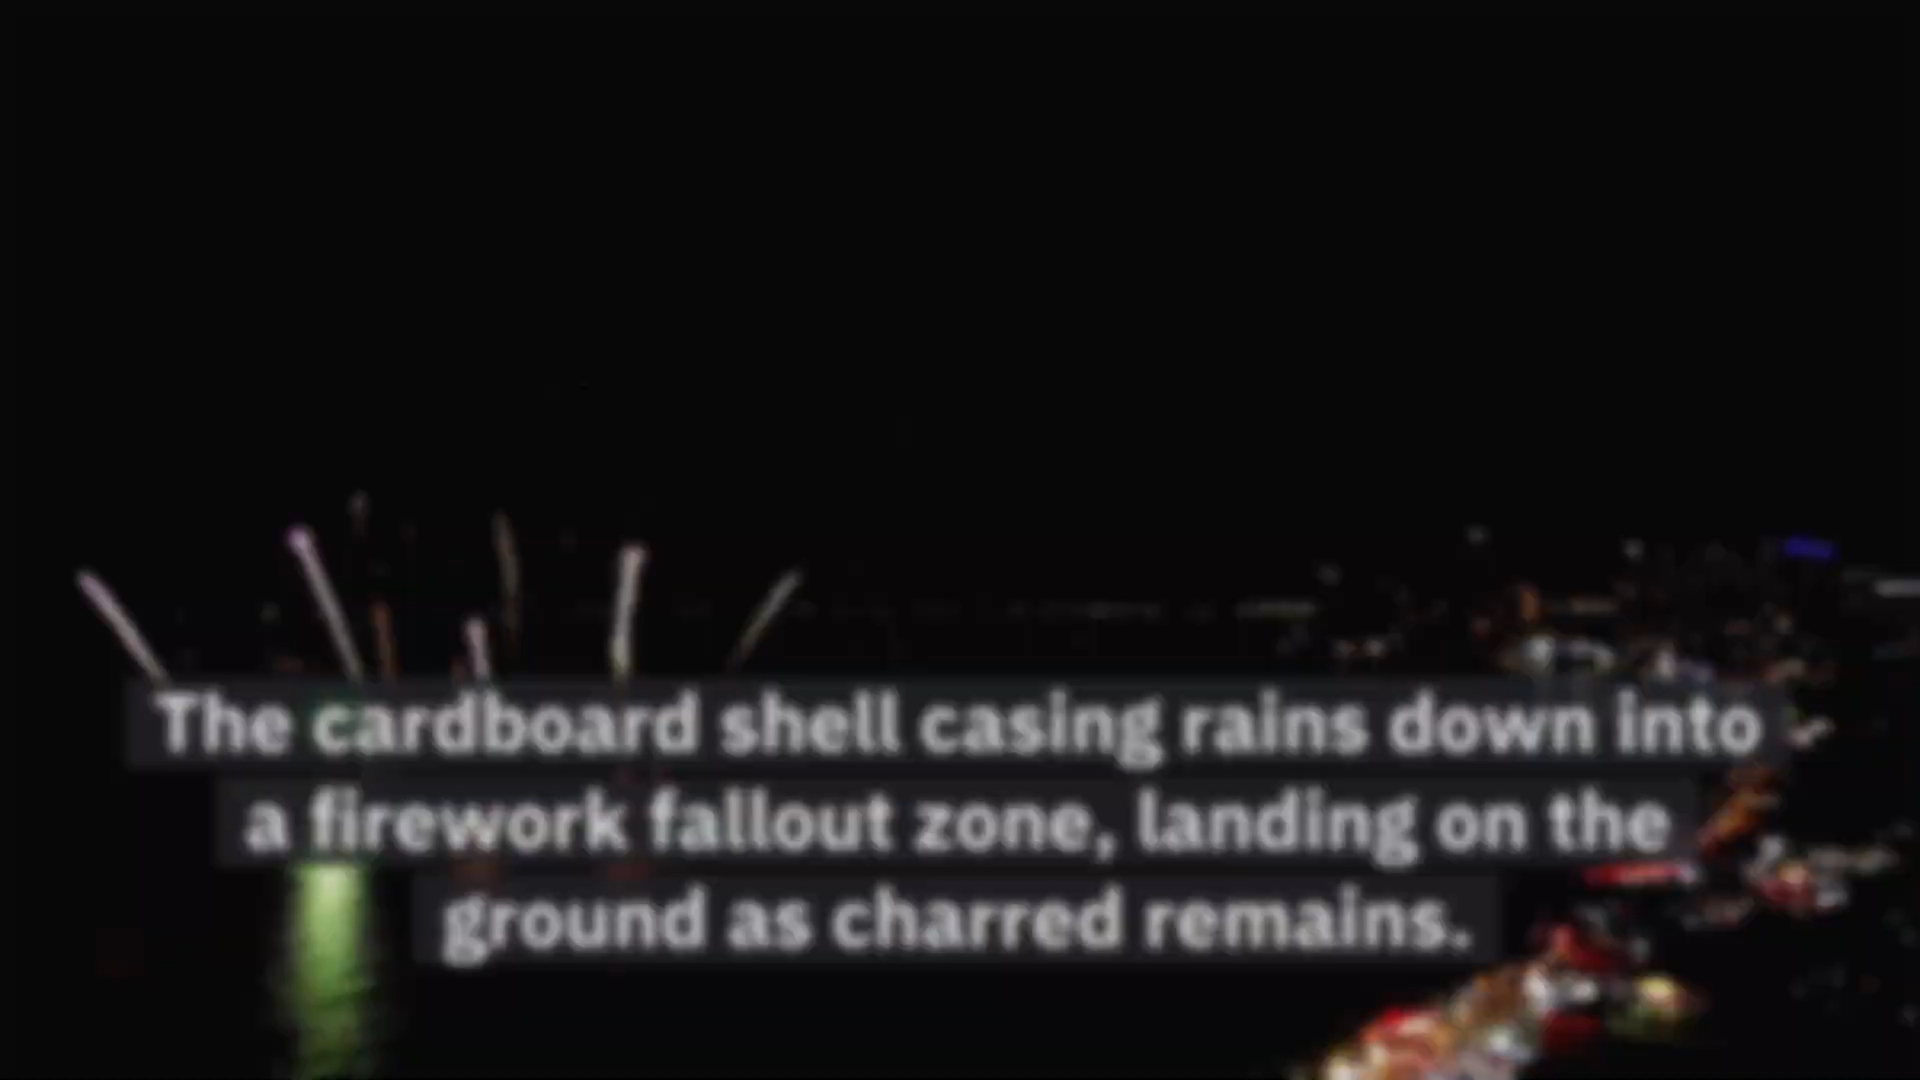 The cardboard shell casing rains down into
a firework fallout zone, landing on the
ground as charred remains.